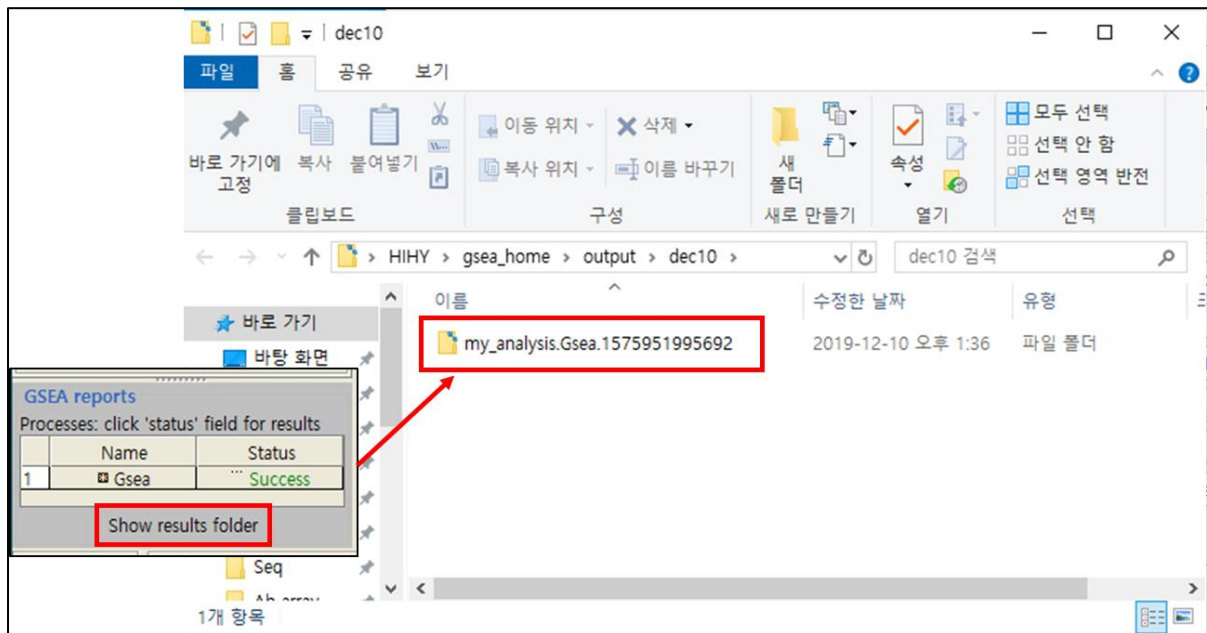 dec10
파일 홈 공유 보기
바로 가기에
고정
복사
붙여넣기
클립보드
이동 위치
복사 위치
삭제
이름 바꾸기
구성
새
폴더
새로 만들기
속성
열기
모두 선택
선택 안 함
선택 영역 반전
선택
HIHY > gsea_home > output > dec10 >
dec10 검색
이름 수정한 날짜 유형
바로 가기
바탕 화면
my_analysis.Gsea.1575951995692 2019-12-10 오후 1:36 파일 폴더
GSEA reports
Processes: click 'status' field for results
Name Status
1 Gsea ... Success
Show results folder
Seq
Ab array
1개 항목